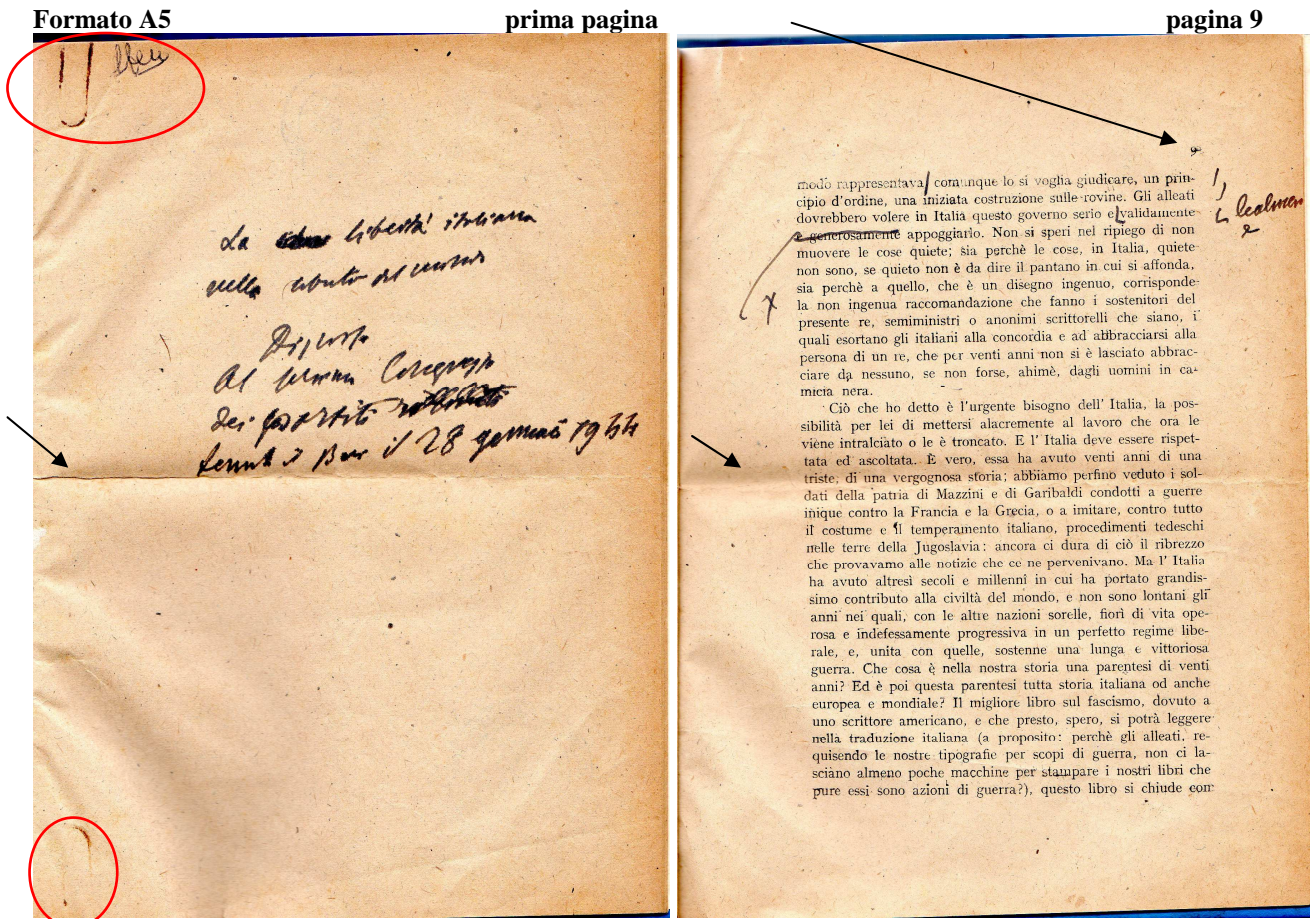 Formato A5
prima pagina
pagina 9
La libertà italiana
nella del mondo
Al primo Congresso
dei partiti
tenuto a Bari il 28 gennaio 1944
9
modo rappresentava comunque lo si voglia giudicare, un prin-
cipio d'ordine, una iniziata costruzione sulle rovine. Gli alleati
dovrebbero volere in Italia questo governo serio e validamente
e generosamente appoggiarlo. Non si speri nel ripiego di non
muovere le cose quiete; sia perchè le cose, in Italia, quiete
non sono, se quieto non è da dire il pantano in cui si affonda,
sia perchè a quello, che è un disegno ingenuo, corrisponde
la non ingenua raccomandazione che fanno i sostenitori del
presente re, semiministri o anonimi scrittorelli che siano, i
quali esortano gli italiani alla concordia e ad abbracciarsi alla
persona di un re, che per venti anni non si è lasciato abbrac-
ciare da nessuno, se non forse, ahimè, dagli uomini in ca-
micia nera.
Ciò che ho detto è l'urgente bisogno dell' Italia, la pos-
sibilità per lei di mettersi alacremente al lavoro che ora le
viene intralciato o le è troncato. E l' Italia deve essere rispet-
tata ed ascoltata. È vero, essa ha avuto venti anni di una
triste, di una vergognosa storia; abbiamo perfino veduto i sol-
dati della patria di Mazzini e di Garibaldi condotti a guerre
inique contro la Francia e la Grecia, o a imitare, contro tutto
il costume e il temperamento italiano, procedimenti tedeschi
nelle terre della Jugoslavia: ancora ci dura di ciò il ribrezzo
che provavamo alle notizie che ce ne pervenivano. Ma l' Italia
ha avuto altresì secoli e millenni in cui ha portato grandis-
simo contributo alla civiltà del mondo, e non sono lontani gli
anni nei quali, con le altre nazioni sorelle, fiorì di vita ope-
rosa e indefessamente progressiva in un perfetto regime libe-
rale, e, unita con quelle, sostenne una lunga e vittoriosa
guerra. Che cosa è nella nostra storia una parentesi di venti
anni? Ed è poi questa parentesi tutta storia italiana od anche
europea e mondiale? Il migliore libro sul fascismo, dovuto a
uno scrittore americano, e che presto, spero, si potrà leggere
nella traduzione italiana (a proposito: perchè gli alleati, re-
quisendo le nostre tipografie per scopi di guerra, non ci la-
sciano almeno poche macchine per stampare i nostri libri che
pure essi sono azioni di guerra?), questo libro si chiude con